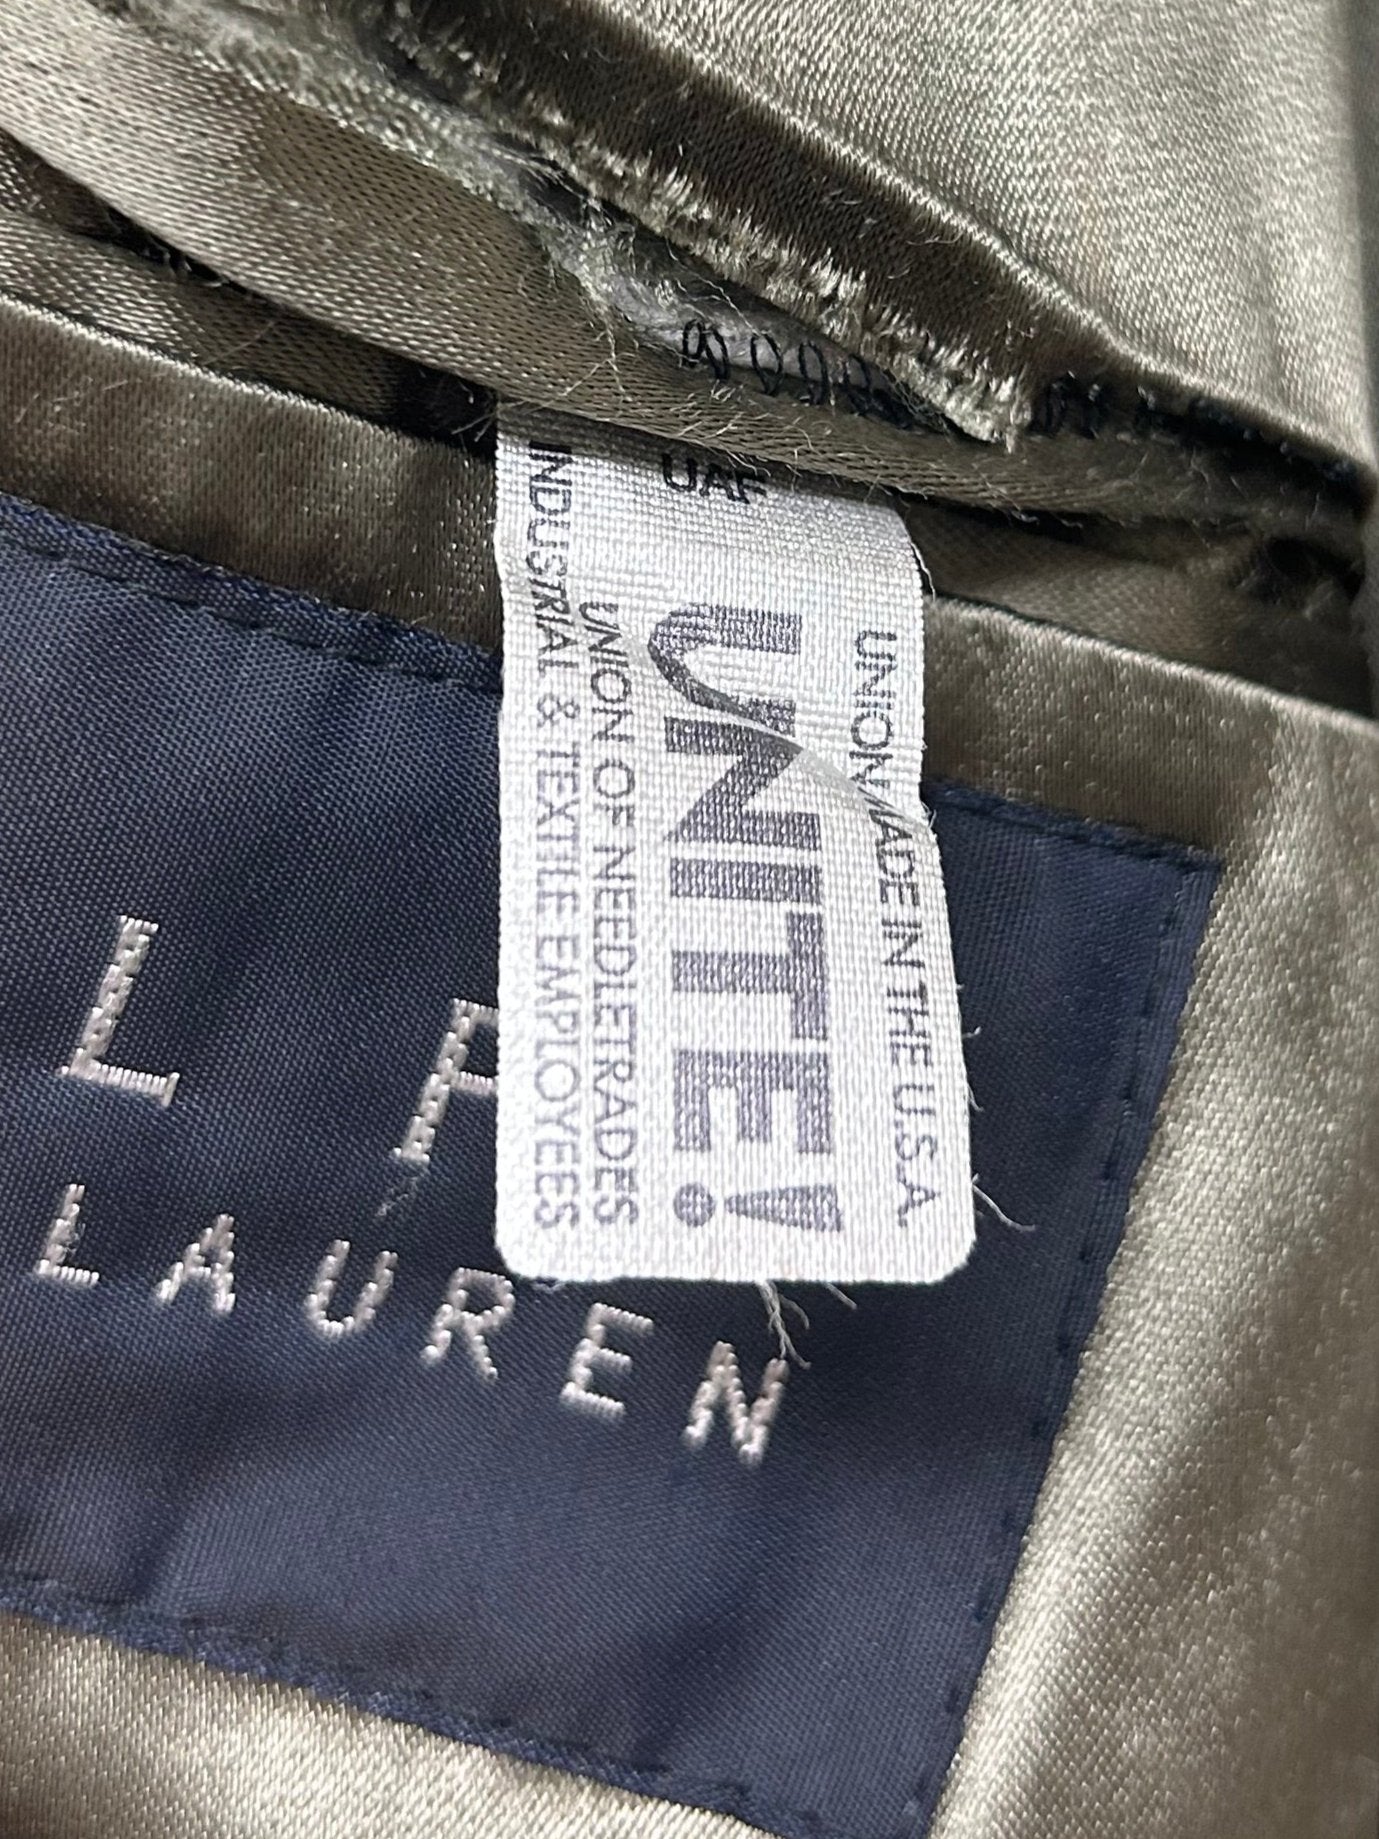 UNION MADE IN THE U.S.A.
UNITE!
UNION OF NEEDLETRADES
INDUSTRIAL & TEXTILE EMPLOYEES
UAF
L
LAUREN